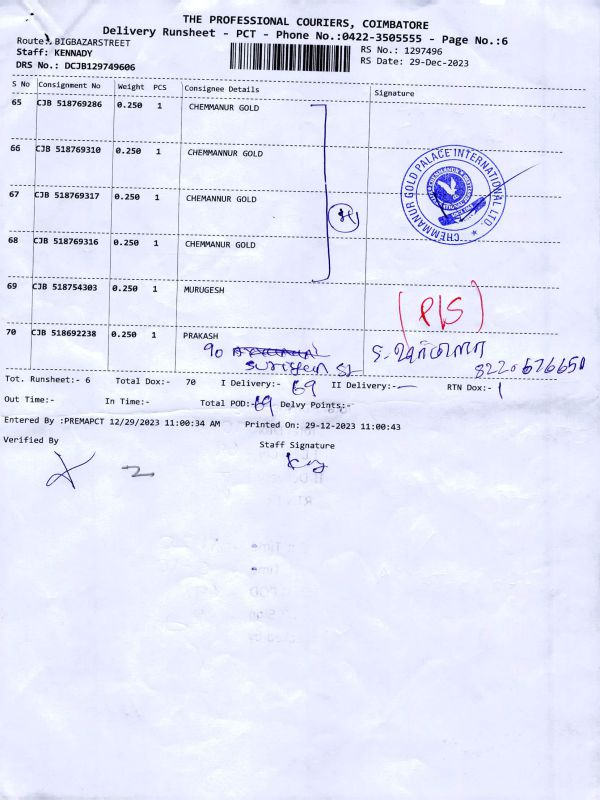 THE PROFESSIONAL COURIERS, COIMBATORE
Delivery Runsheet - PCT - Phone No.:0422-3505555 - Page No.:6
Route: BIGBAZARSTREET
Staff: KENNADY
DRS No.: DCJB129749606
RS No.: 1297496
RS Date: 29-Dec-2023
S No Consignment No Weight PCS Consignee Details Signature
65 CJB 518769286 0.250 1 CHEMMANUR GOLD
66 CJB 518769310 0.250 1 CHEMMANNUR GOLD
67 CJB 518769317 0.250 1 CHEMANNUR GOLD
68 CJB 518769316 0.250 1 CHEMMANUR GOLD
CHEMMANUR GOLD PALACE INTERNATIONAL LTD
69 CJB 518754303 0.250 1 MURUGESH
(P/S)
70 CJB 518692238 0.250 1 PRAKASH
90
8220676650
Tot. Runsheet:- 6 Total Dox:- 70 I Delivery:- 69 II Delivery:- — RTN Dox:- 1
Out Time:- In Time:- Total POD:- 69 Delvy Points:-
Entered By :PREMAPCT 12/29/2023 11:00:34 AM Printed On: 29-12-2023 11:00:43
Verified By Staff Signature